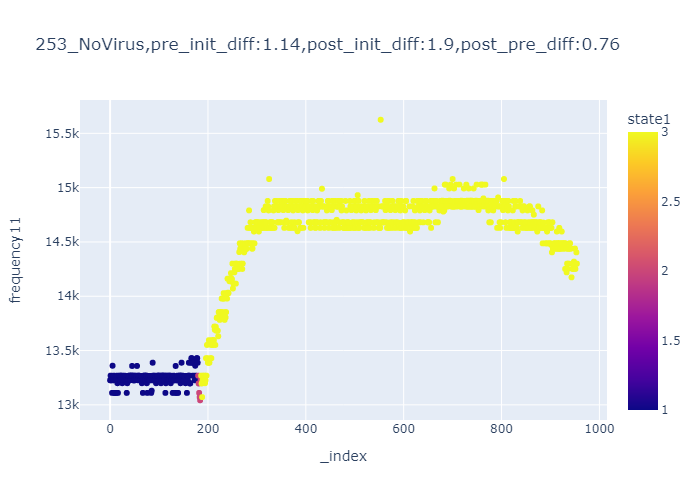 253_NoVirus,pre_init_diff:1.14,post_init_diff:1.9,post_pre_diff:0.76
state1
3
2.5
2
1.5
1
frequency11
15.5k
15k
14.5k
14k
13.5k
13k
0
200
400
600
800
1000
_index